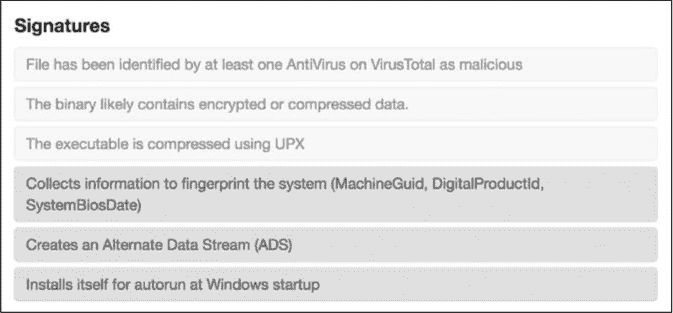 Signatures
File has been identified by at least one AntiVirus on VirusTotal as malicious
The binary likely contains encrypted or compressed data.
The executable is compressed using UPX
Collects information to fingerprint the system (MachineGuid, DigitalProductId,
SystemBiosDate)
Creates an Alternate Data Stream (ADS)
Installs itself for autorun at Windows startup